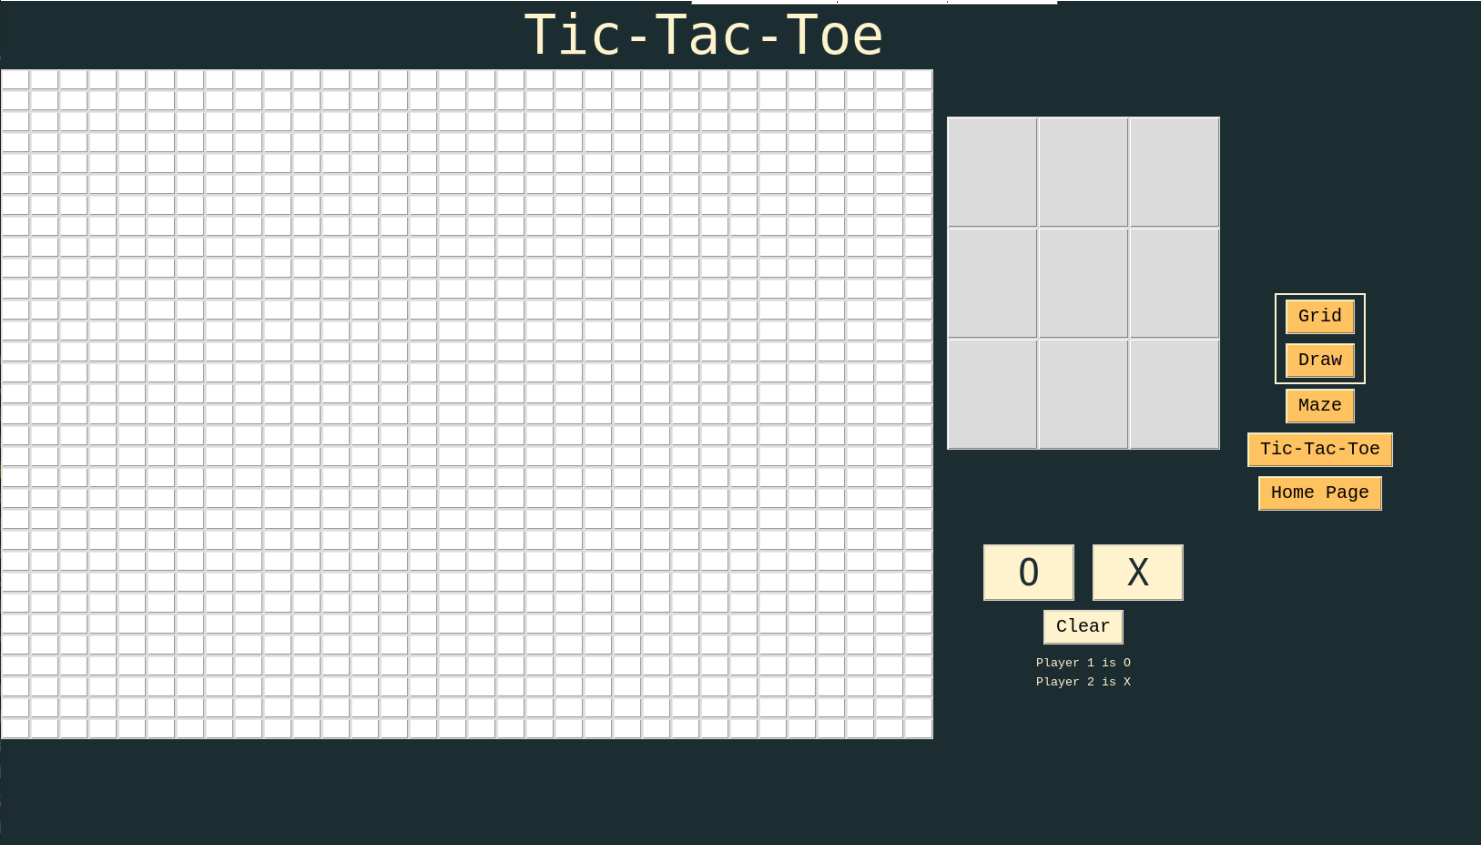 Tic-Tac-Toe
Grid
Draw
Maze
Tic-Tac-Toe
Home Page
O X
Clear
Player 1 is O
Player 2 is X